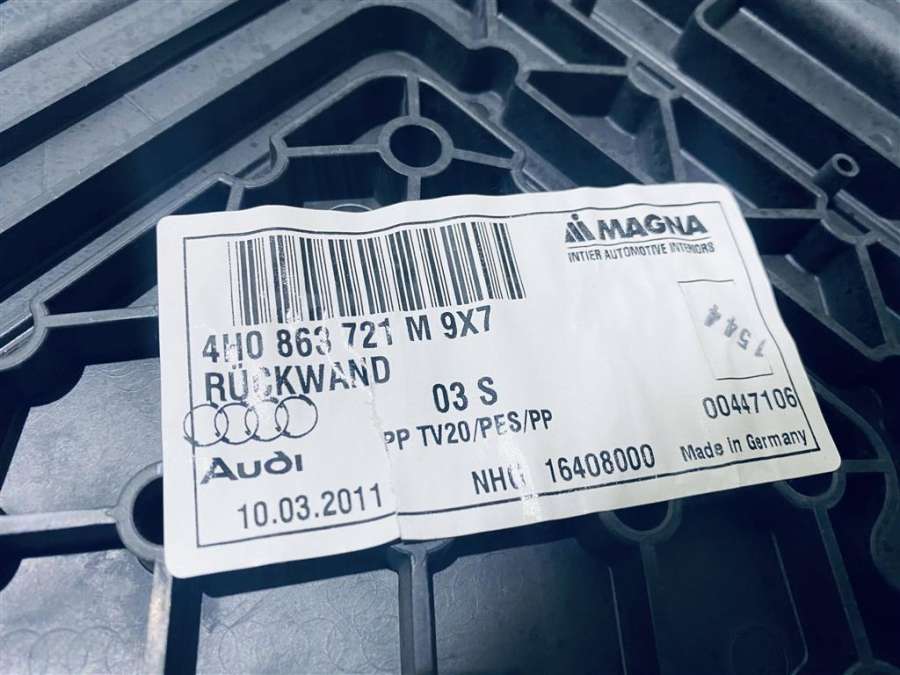 MAGNA
INTIER AUTOMOTIVE INTERIORS
4H0 863 721 M 9X7
RÜCKWAND
1544
03 S
00447106
PP TV20/PES/PP
Audi
NHG 16408000
Made in Germany
10.03.2011